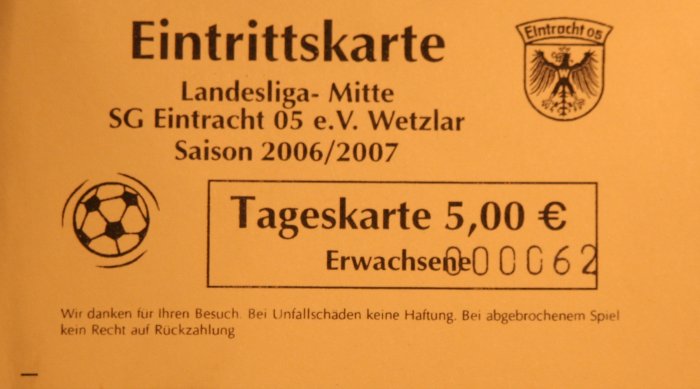 Eintrittskarte
Eintracht 05
Landesliga- Mitte
SG Eintracht 05 e.V. Wetzlar
Saison 2006/2007
Tageskarte 5,00 €
Erwachsene 000062
Wir danken für Ihren Besuch. Bei Unfallschäden keine Haftung. Bei abgebrochenem Spiel
kein Recht auf Rückzahlung